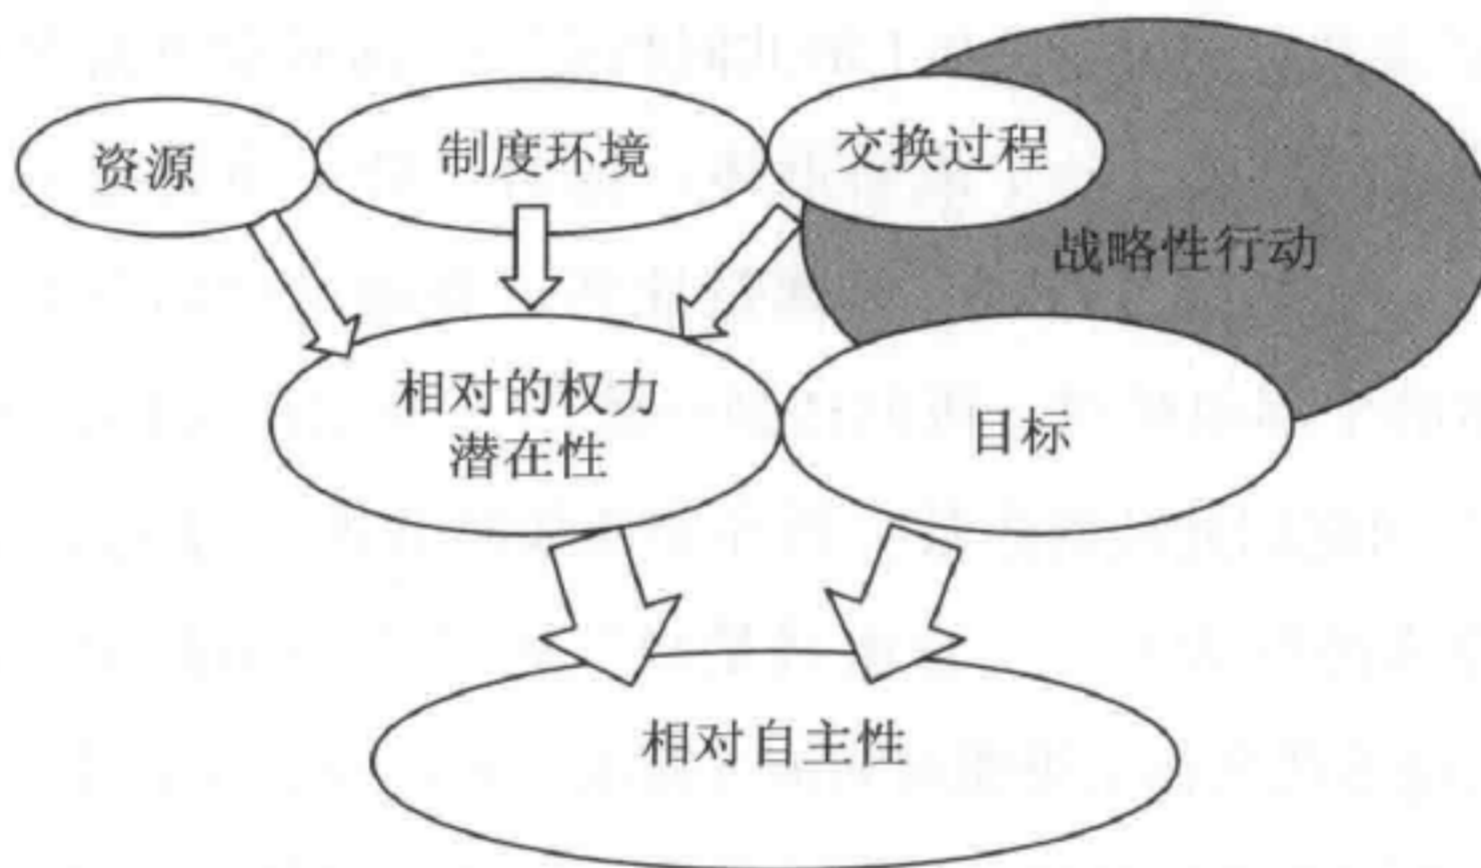 资源
制度环境
交换过程
战略性行动
相对的权力
潜在性
目标
相对自主性